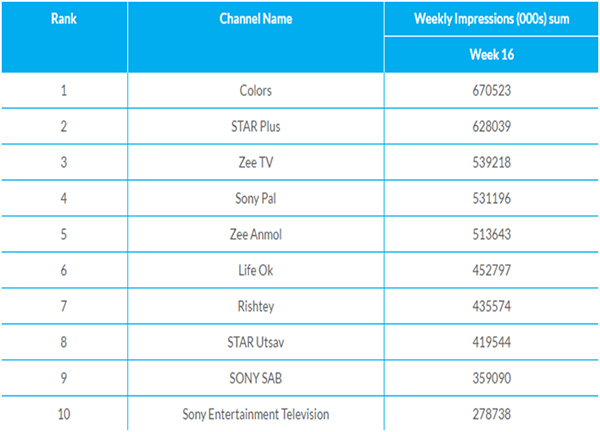 Rank Channel Name Weekly Impressions (000s) sum
Week 16
1 Colors 670523
2 STAR Plus 628039
3 Zee TV 539218
4 Sony Pal 531196
5 Zee Anmol 513643
6 Life Ok 452797
7 Rishtey 435574
8 STAR Utsav 419544
9 SONY SAB 359090
10 Sony Entertainment Television 278738